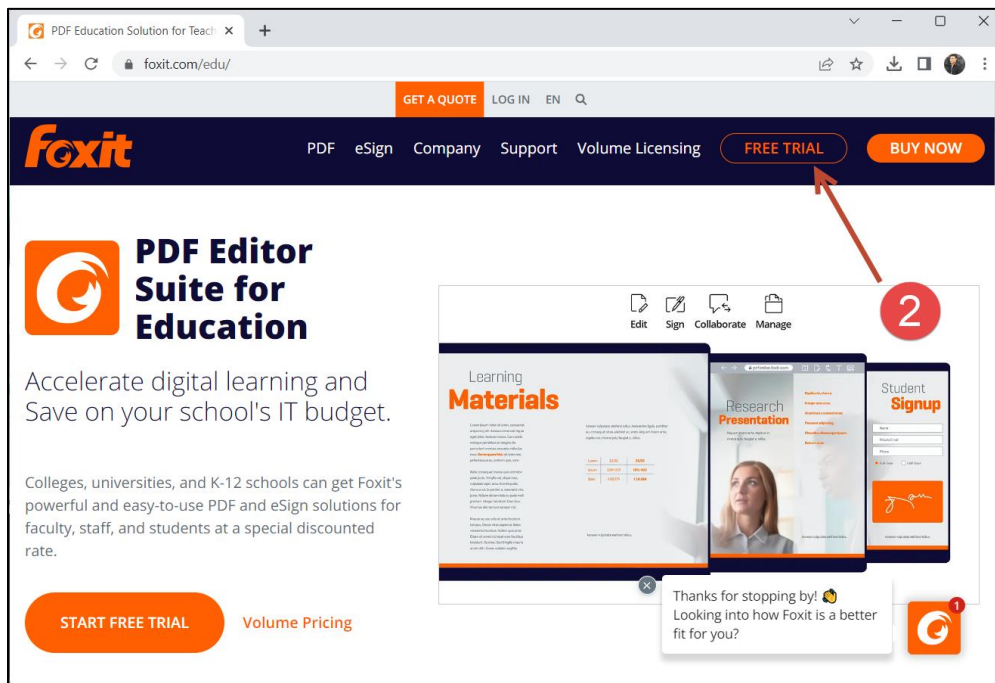 PDF Education Solution for Teach
foxit.com/edu/
GET A QUOTE LOG IN EN
Foxit PDF eSign Company Support Volume Licensing FREE TRIAL BUY NOW
PDF Editor
Suite for
Education
Accelerate digital learning and
Save on your school's IT budget.
Colleges, universities, and K-12 schools can get Foxit's
powerful and easy-to-use PDF and eSign solutions for
faculty, staff, and students at a special discounted
rate.
START FREE TRIAL Volume Pricing
2
Edit Sign Collaborate Manage
Learning
Materials
Research
Presentation
Student
Signup
Name
Phone
Thanks for stopping by!
Looking into how Foxit is a better
fit for you?
1